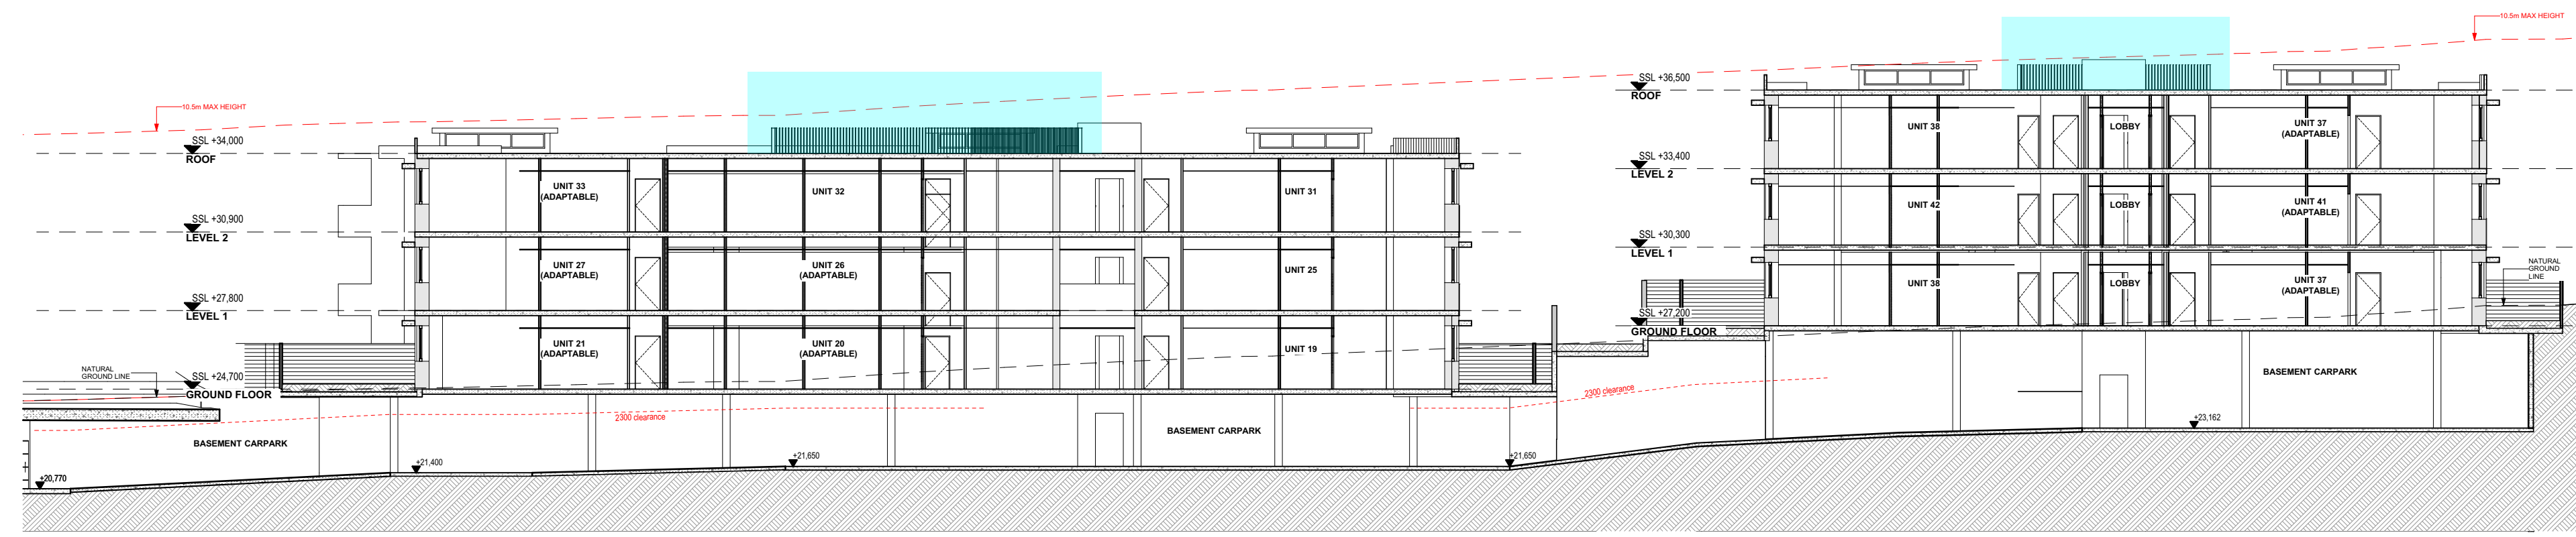 10.5m MAX HEIGHT
SSL +34,000
ROOF
SSL +30,900
LEVEL 2
SSL +27,800
LEVEL 1
NATURAL
GROUND LINE
SSL +24,700
GROUND FLOOR
UNIT 33
(ADAPTABLE)
UNIT 32
UNIT 31
UNIT 27
(ADAPTABLE)
UNIT 26
(ADAPTABLE)
UNIT 25
UNIT 21
(ADAPTABLE)
UNIT 20
(ADAPTABLE)
UNIT 19
2300 clearance
BASEMENT CARPARK
BASEMENT CARPARK
+20,770
+21,400
+21,650
+21,650
10.5m MAX HEIGHT
SSL +36,500
ROOF
SSL +33,400
LEVEL 2
SSL +30,300
LEVEL 1
SSL +27,200
GROUND FLOOR
UNIT 38
LOBBY
UNIT 37
(ADAPTABLE)
UNIT 42
LOBBY
UNIT 41
(ADAPTABLE)
UNIT 38
LOBBY
UNIT 37
(ADAPTABLE)
NATURAL
GROUND
LINE
2300 clearance
BASEMENT CARPARK
+23,162